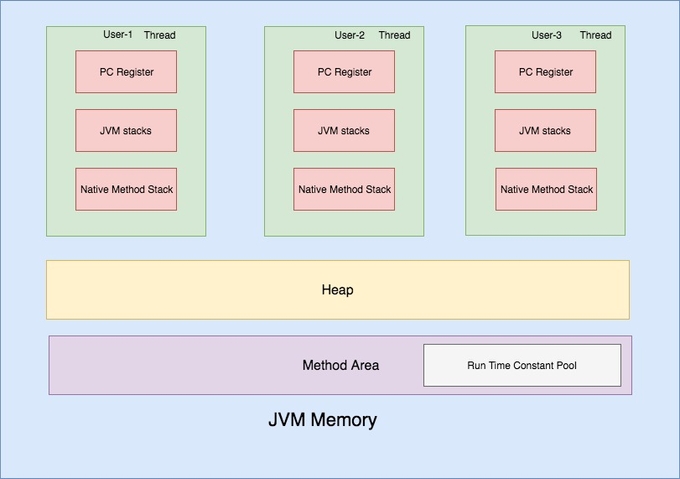 User-1 Thread
PC Register
JVM stacks
Native Method Stack
User-2 Thread
PC Register
JVM stacks
Native Method Stack
User-3 Thread
PC Register
JVM stacks
Native Method Stack
Heap
Method Area
Run Time Constant Pool
JVM Memory